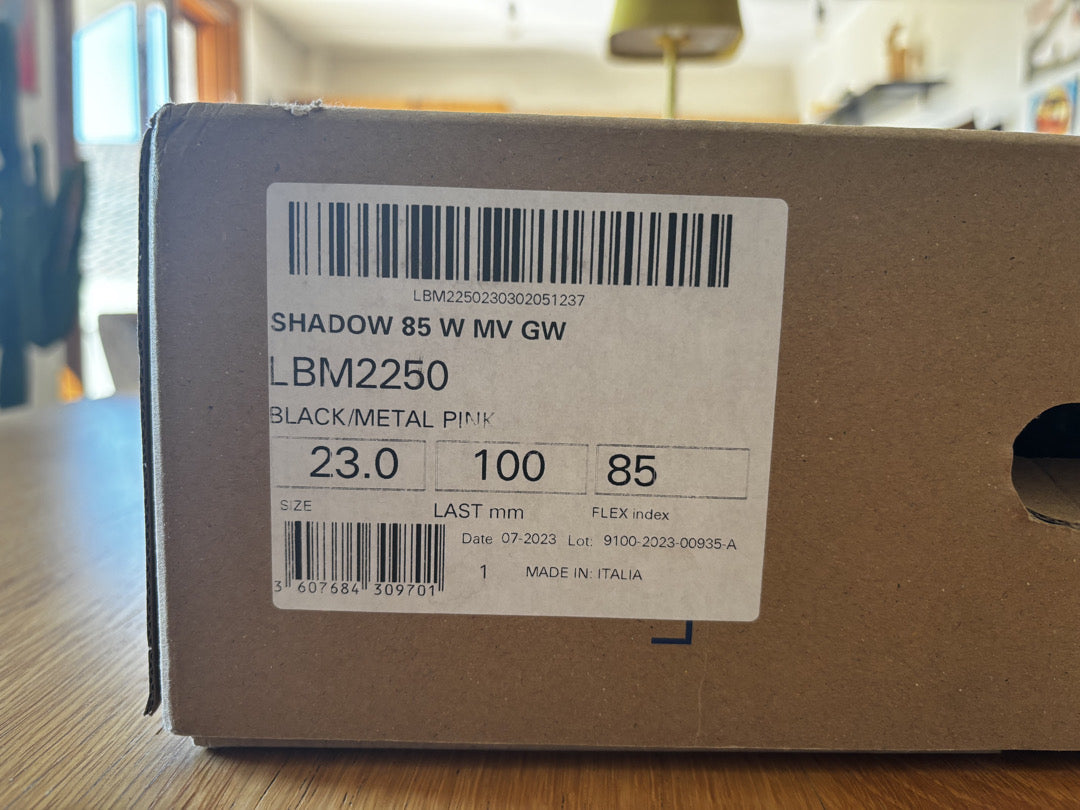 LBM2250230302051237
SHADOW 85 W MV GW
LBM2250
BLACK/METAL PINK
23.0 100 85
SIZE LAST mm FLEX index
Date 07-2023 Lot: 9100-2023-00935-A
1 MADE IN: ITALIA
3 607684 309701